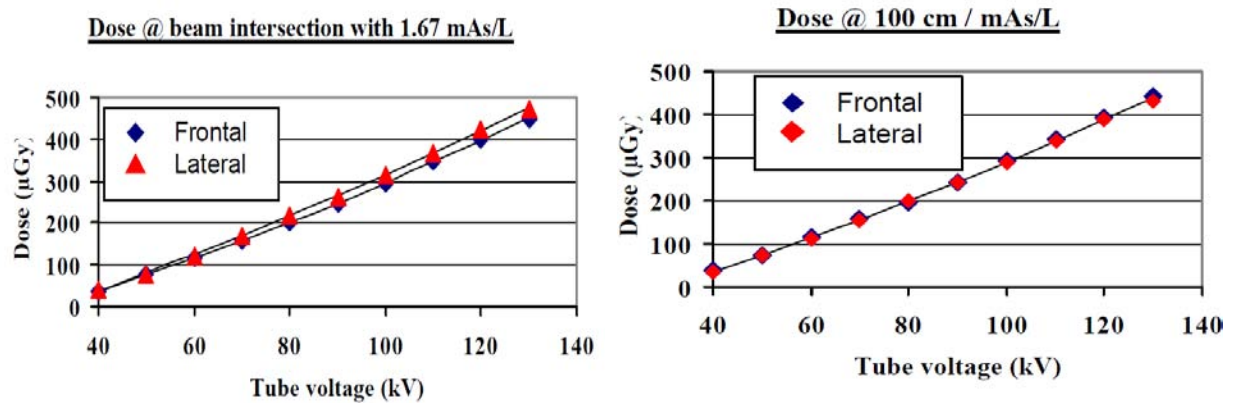 Dose @ beam intersection with 1.67 mAs/L
500
400
300
200
100
0
Dose (µGy)
Frontal
Lateral
40 60 80 100 120 140
Tube voltage (kV)
Dose @ 100 cm / mAs/L
500
400
300
200
100
0
Dose (µGy)
Frontal
Lateral
40 60 80 100 120 140
Tube voltage (kV)